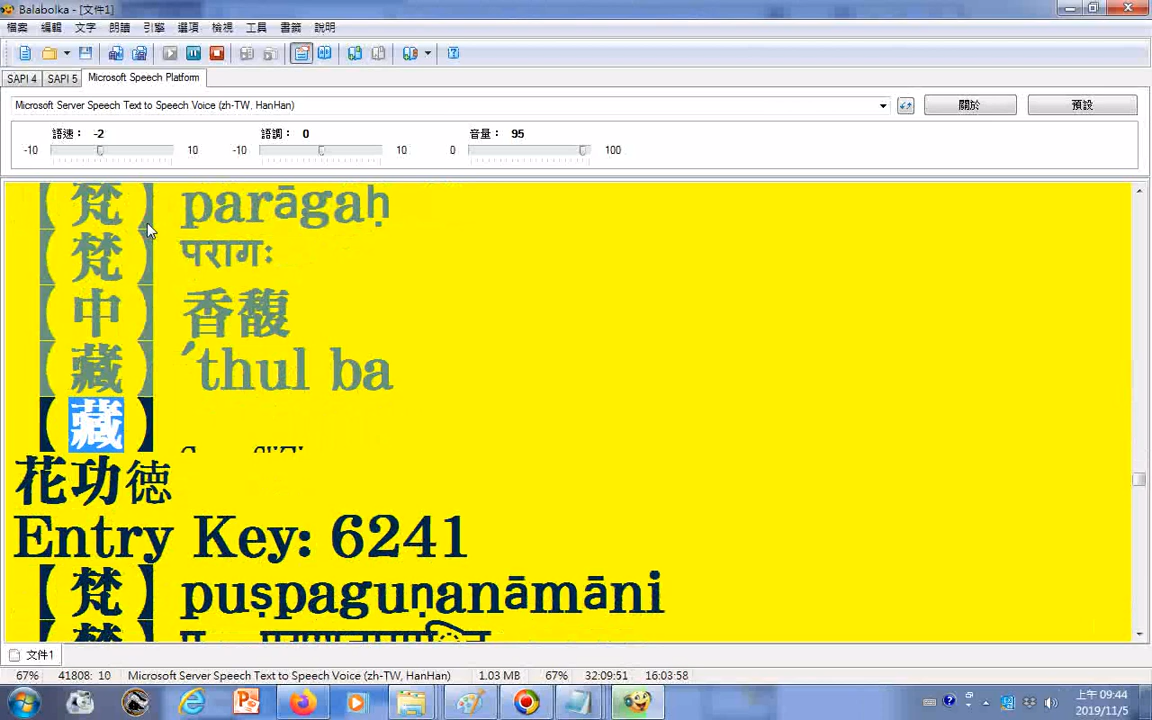 Balabolka - [文件1]
檔案 編輯 文字 朗讀 引擎 選項 檢視 工具 書籤 說明
SAPI 4 SAPI 5 Microsoft Speech Platform
Microsoft Server Speech Text to Speech Voice (zh-TW, HanHan) 關於 預設
語速： -2 語調： 0 音量： 95
-10 10 -10 10 0 100
【梵】 parāgaḥ
【梵】 परागः
【中】 香馥
【藏】 ´thul ba
【藏】
花功徳
Entry Key: 6241
【梵】 puṣpaguṇanāmāni
文件1
67% 41808: 10 Microsoft Server Speech Text to Speech Voice (zh-TW, HanHan) 1.03 MB 67% 32:09:51 16:03:58
上午 09:44
2019/11/5